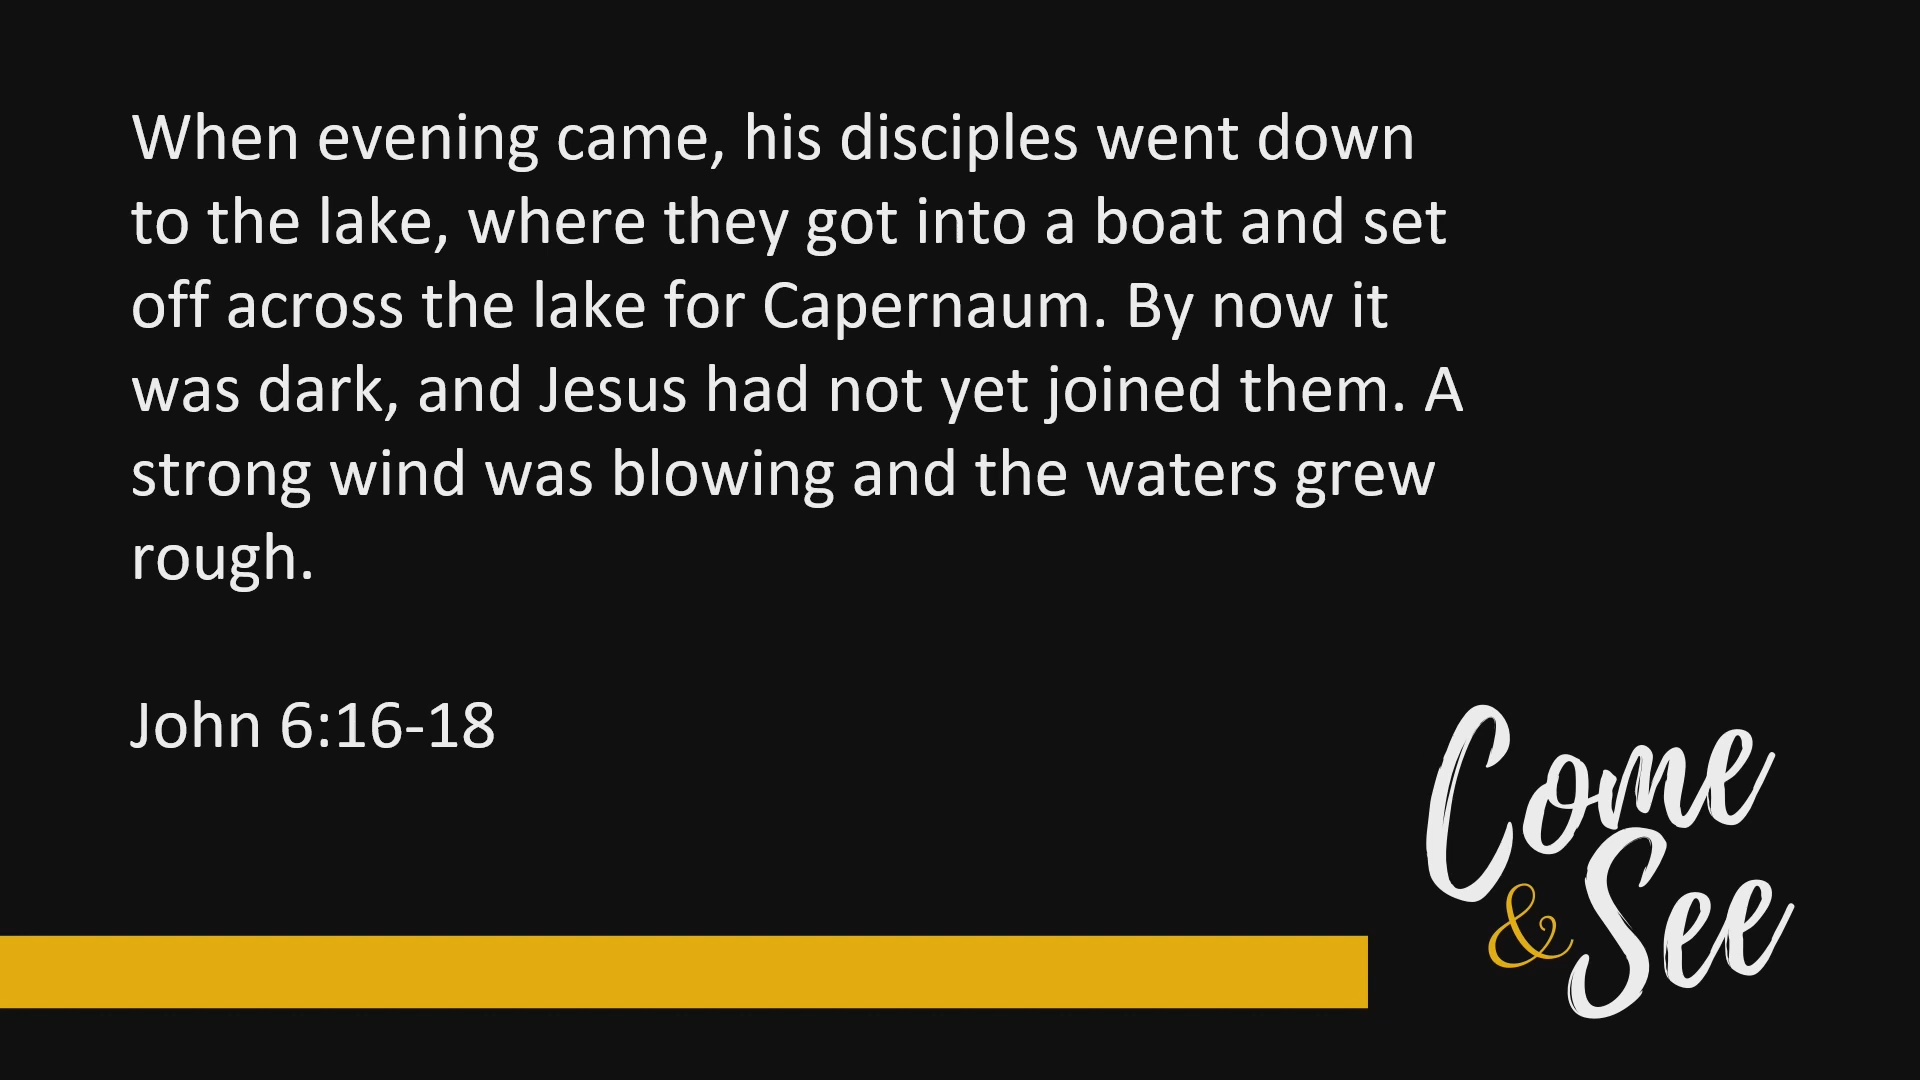 When evening came, his disciples went down
to the lake, where they got into a boat and set
off across the lake for Capernaum. By now it
was dark, and Jesus had not yet joined them. A
strong wind was blowing and the waters grew
rough.
John 6:16-18
Come
& See